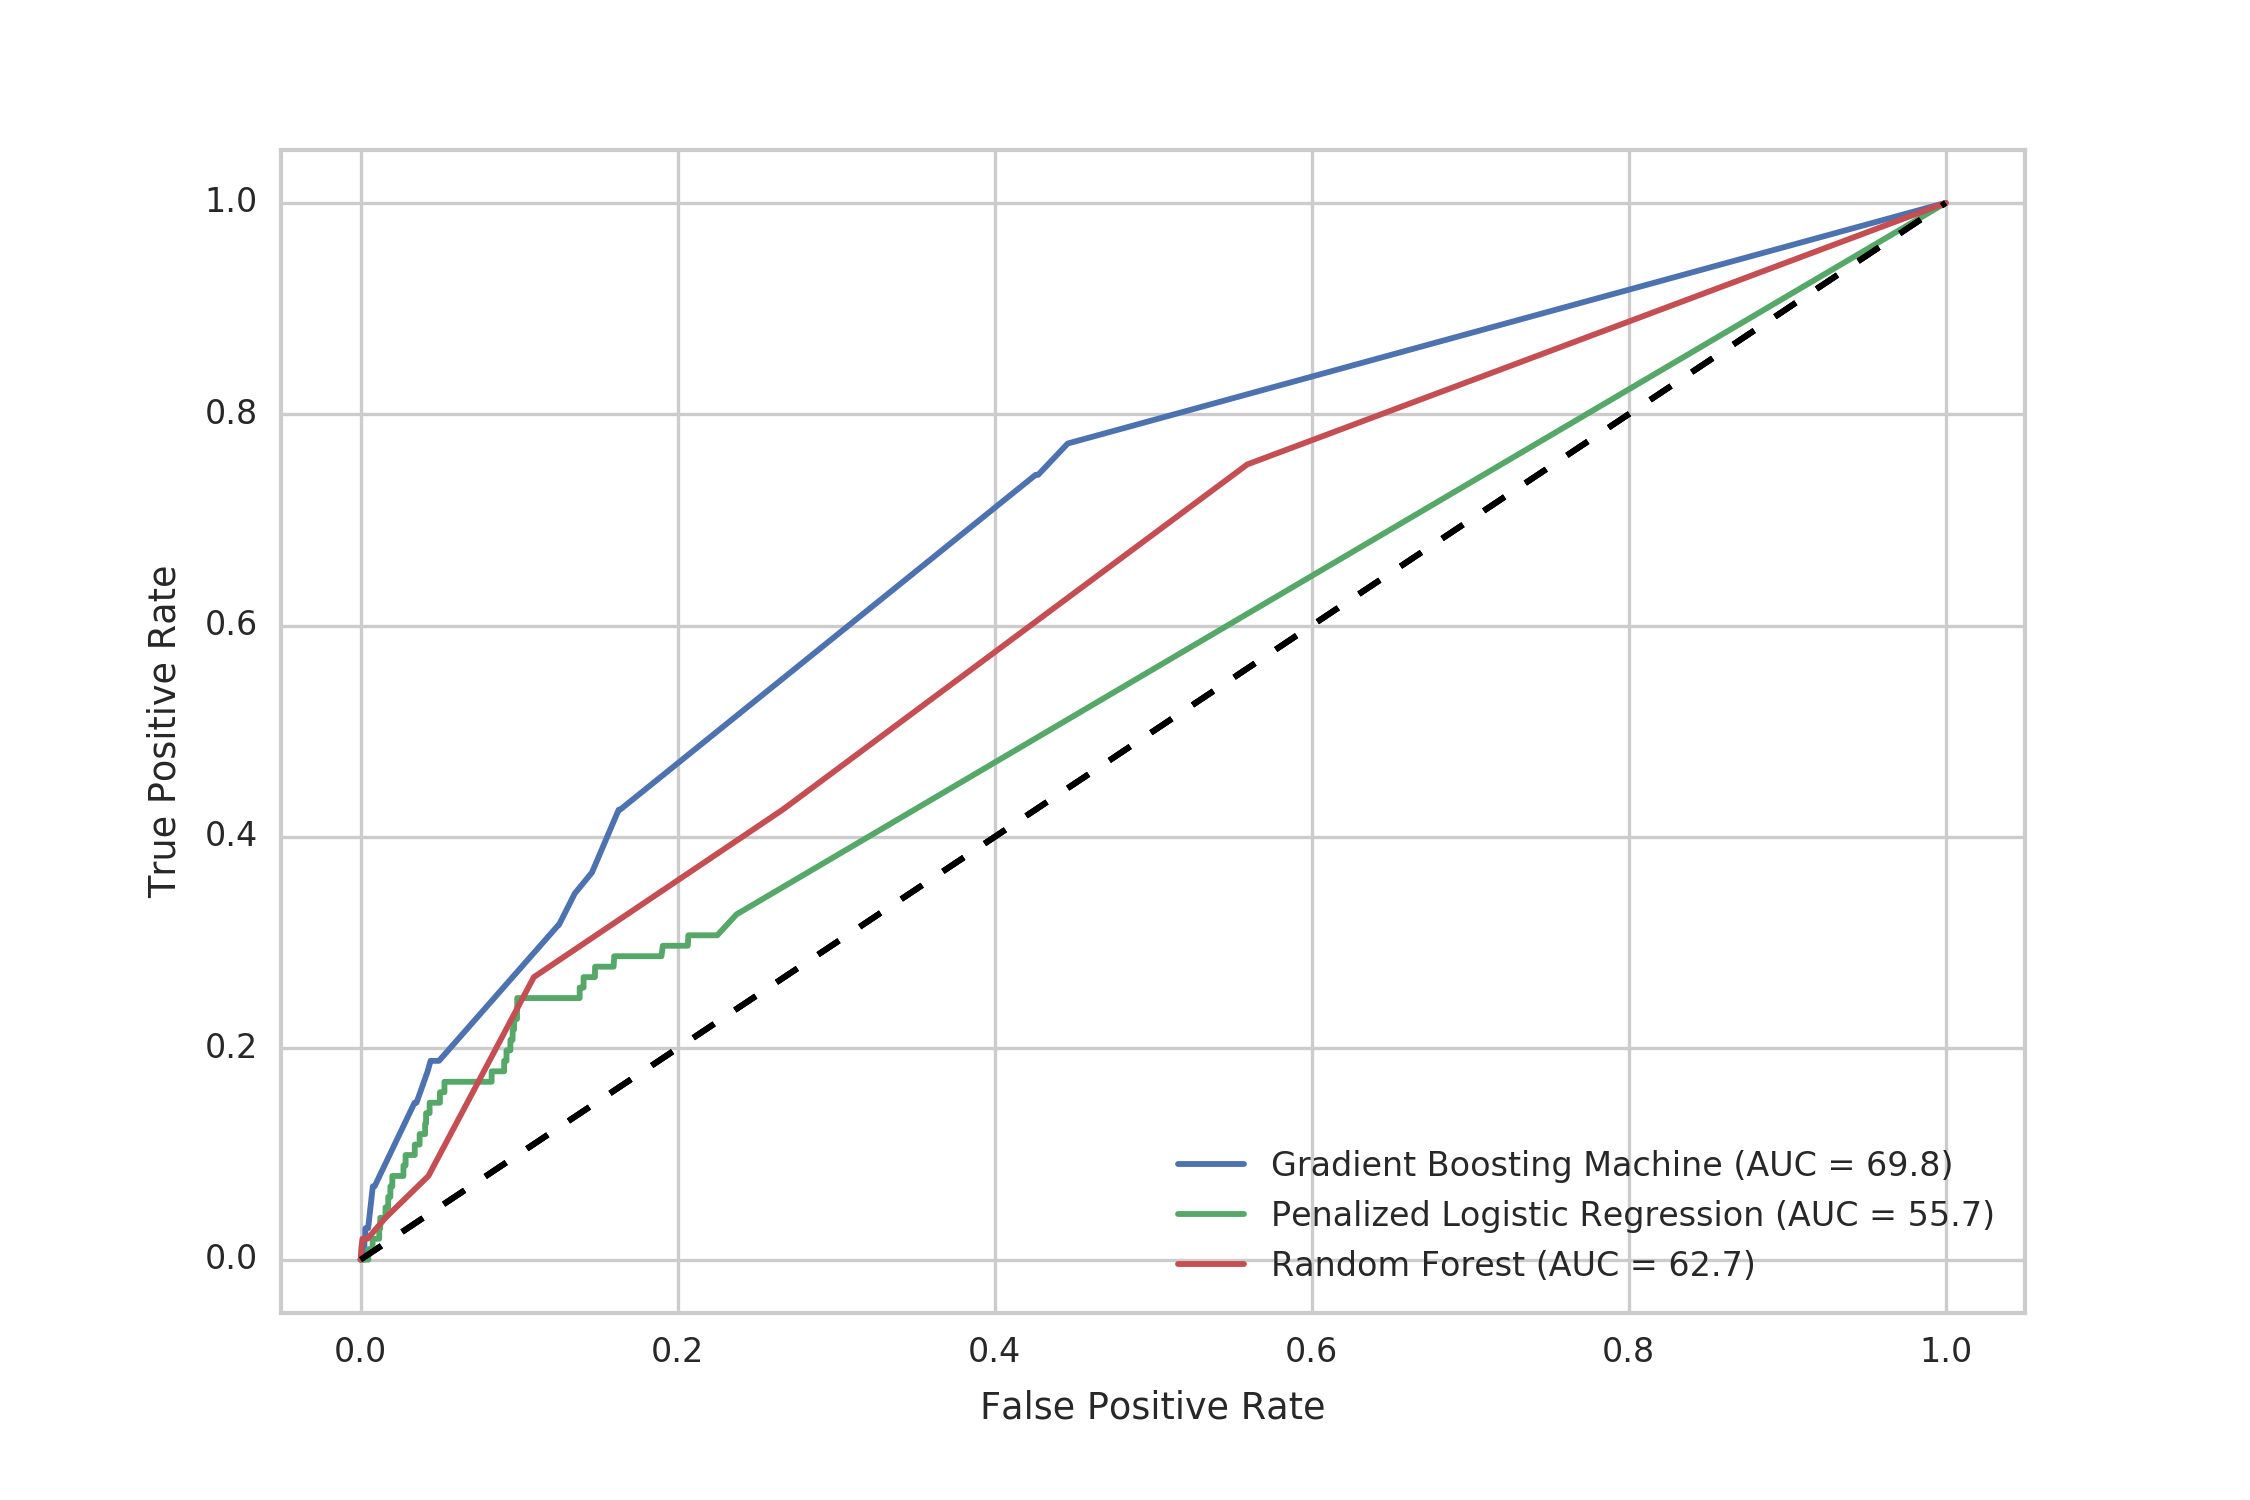 1.0
0.8
0.6
0.4
0.2
0.0
True Positive Rate
Gradient Boosting Machine (AUC = 69.8)
Penalized Logistic Regression (AUC = 55.7)
Random Forest (AUC = 62.7)
0.0 0.2 0.4 0.6 0.8 1.0
False Positive Rate